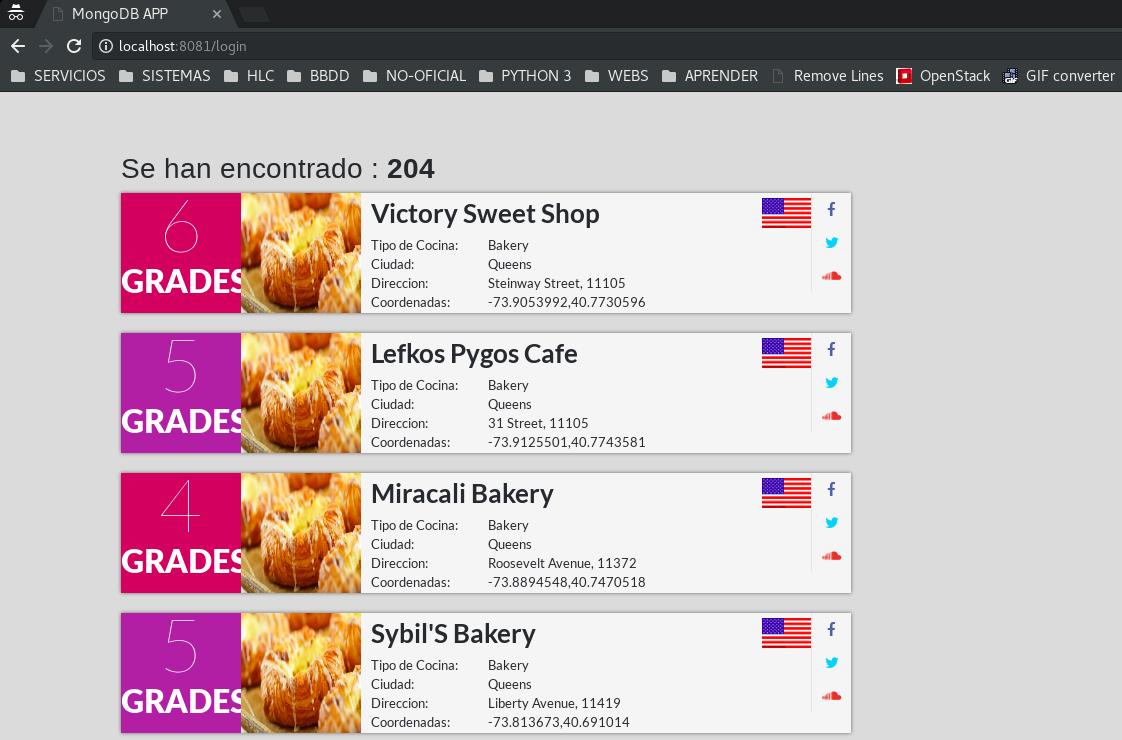 MongoDB APP
localhost:8081/login
SERVICIOS SISTEMAS HLC BBDD NO-OFICIAL PYTHON 3 WEBS APRENDER Remove Lines OpenStack GIF converter
Se han encontrado : 204
6
GRADES
Victory Sweet Shop
Tipo de Cocina: Bakery
Ciudad: Queens
Direccion: Steinway Street, 11105
Coordenadas: -73.9053992,40.7730596
5
GRADES
Lefkos Pygos Cafe
Tipo de Cocina: Bakery
Ciudad: Queens
Direccion: 31 Street, 11105
Coordenadas: -73.9125501,40.7743581
4
GRADES
Miracali Bakery
Tipo de Cocina: Bakery
Ciudad: Queens
Direccion: Roosevelt Avenue, 11372
Coordenadas: -73.8894548,40.7470518
5
GRADES
Sybil'S Bakery
Tipo de Cocina: Bakery
Ciudad: Queens
Direccion: Liberty Avenue, 11419
Coordenadas: -73.813673,40.691014